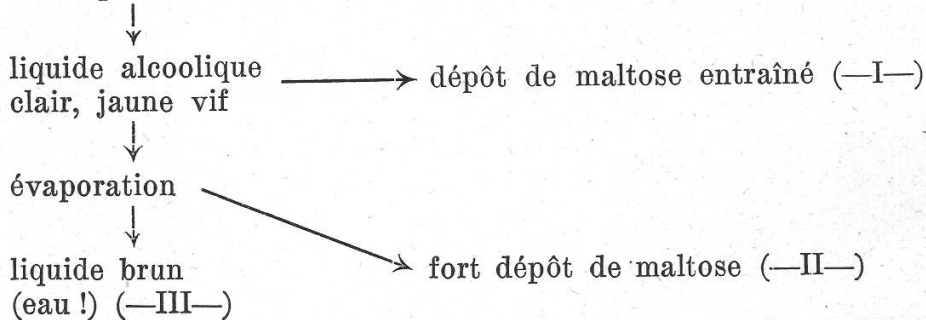 liquide alcoolique
clair, jaune vif
dépôt de maltose entraîné (—I—)
évaporation
liquide brun
(eau !) (—III—)
fort dépôt de maltose (—II—)